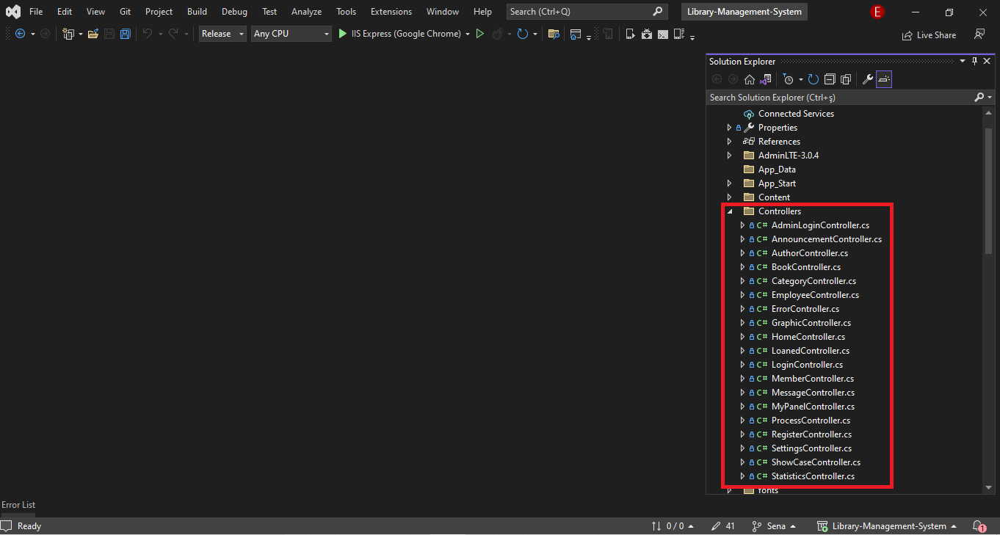 File Edit View Git Project Build Debug Test Analyze Tools Extensions Window Help Search (Ctrl+Q) Library-Management-System E
Release Any CPU IIS Express (Google Chrome) Live Share
Solution Explorer
Search Solution Explorer (Ctrl+ş)
Connected Services
Properties
References
AdminLTE-3.0.4
App_Data
App_Start
Content
Controllers
C# AdminLoginController.cs
C# AnnouncementController.cs
C# AuthorController.cs
C# BookController.cs
C# CategoryController.cs
C# EmployeeController.cs
C# ErrorController.cs
C# GraphicController.cs
C# HomeController.cs
C# LoanedController.cs
C# LoginController.cs
C# MemberController.cs
C# MessageController.cs
C# MyPanelController.cs
C# ProcessController.cs
C# RegisterController.cs
C# SettingsController.cs
C# ShowCaseController.cs
C# StatisticsController.cs
fonts
Error List
Ready 0 / 0 41 Sena Library-Management-System 1